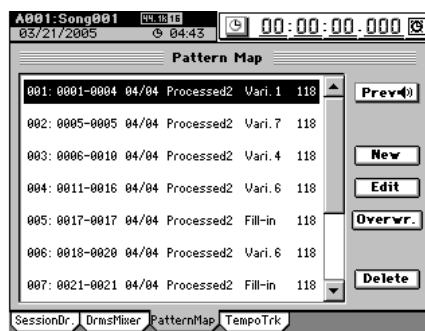 A001:Song001 44.1k 16
03/21/2005 04:43 00:00:00.000
Pattern Map
001: 0001-0004 04/04 Processed2 Vari.1 118 Prev
002: 0005-0005 04/04 Processed2 Vari.7 118
003: 0006-0010 04/04 Processed2 Vari.4 118 New
004: 0011-0016 04/04 Processed2 Vari.6 118 Edit
005: 0017-0017 04/04 Processed2 Fill-in 118 Overwr.
006: 0018-0020 04/04 Processed2 Vari.6 118
007: 0021-0021 04/04 Processed2 Fill-in 118 Delete
SessionDr. DrmsMixer PatternMap TempoTrk